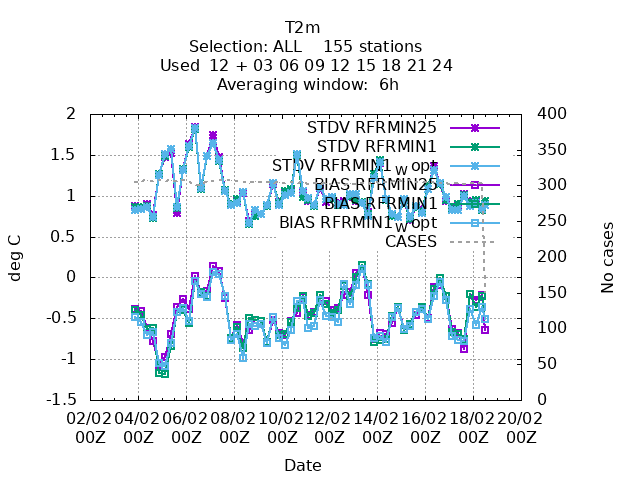 T2m
Selection: ALL    155 stations
Used  12 + 03 06 09 12 15 18 21 24
Averaging window:  6h
STDV RFRMIN25
STDV RFRMIN1
STDV RFRMIN1_W opt
BIAS RFRMIN25
BIAS RFRMIN1
BIAS RFRMIN1_W opt
CASES
deg C
2
1.5
1
0.5
0
-0.5
-1
-1.5
No cases
400
350
300
250
200
150
100
50
0
02/02 04/02 06/02 08/02 10/02 12/02 14/02 16/02 18/02 20/02
00Z 00Z 00Z 00Z 00Z 00Z 00Z 00Z 00Z 00Z
Date